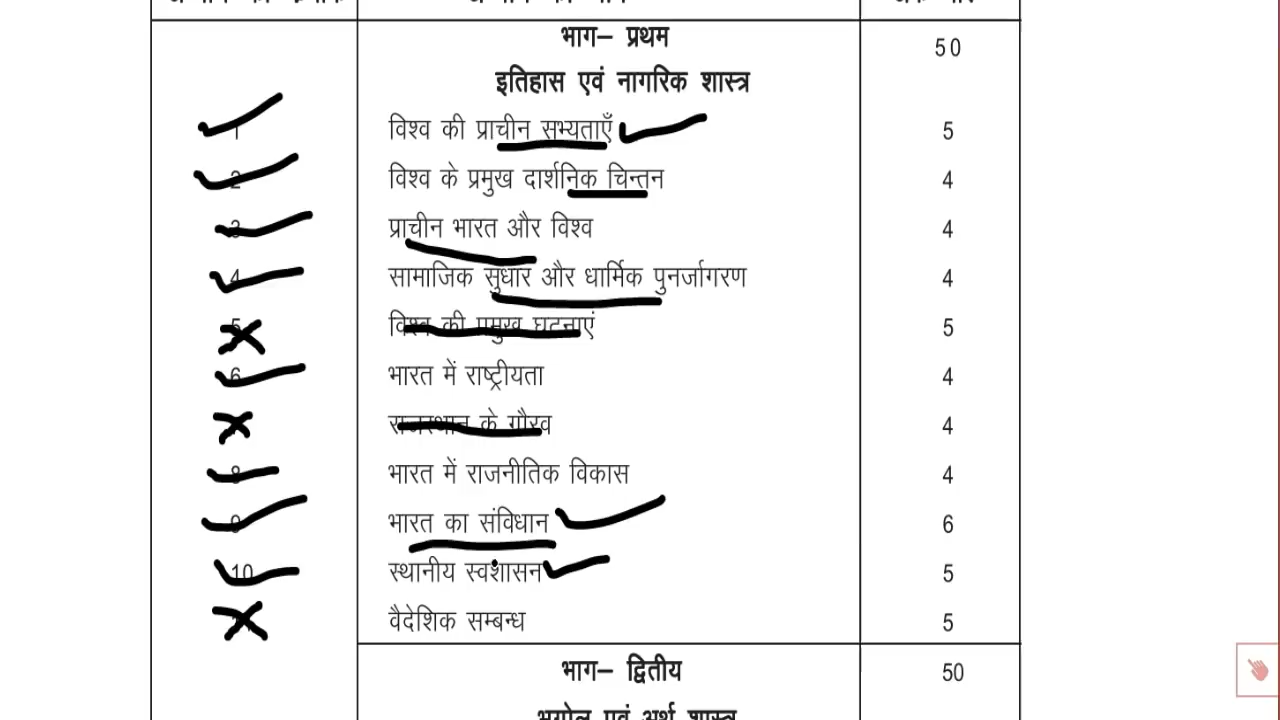 भाग– प्रथम 50
इतिहास एवं नागरिक शास्त्र
1 विश्व की प्राचीन सभ्यताएँ 5
2 विश्व के प्रमुख दार्शनिक चिन्तन 4
3 प्राचीन भारत और विश्व 4
4 सामाजिक सुधार और धार्मिक पुनर्जागरण 4
5 विश्व की प्रमुख घटनाएं 5
6 भारत में राष्ट्रीयता 4
राजस्थान के गौरव 4
8 भारत में राजनीतिक विकास 4
9 भारत का संविधान 6
10 स्थानीय स्वशासन 5
वैदेशिक सम्बन्ध 5
भाग– द्वितीय 50
भूगोल एवं अर्थ शास्त्र